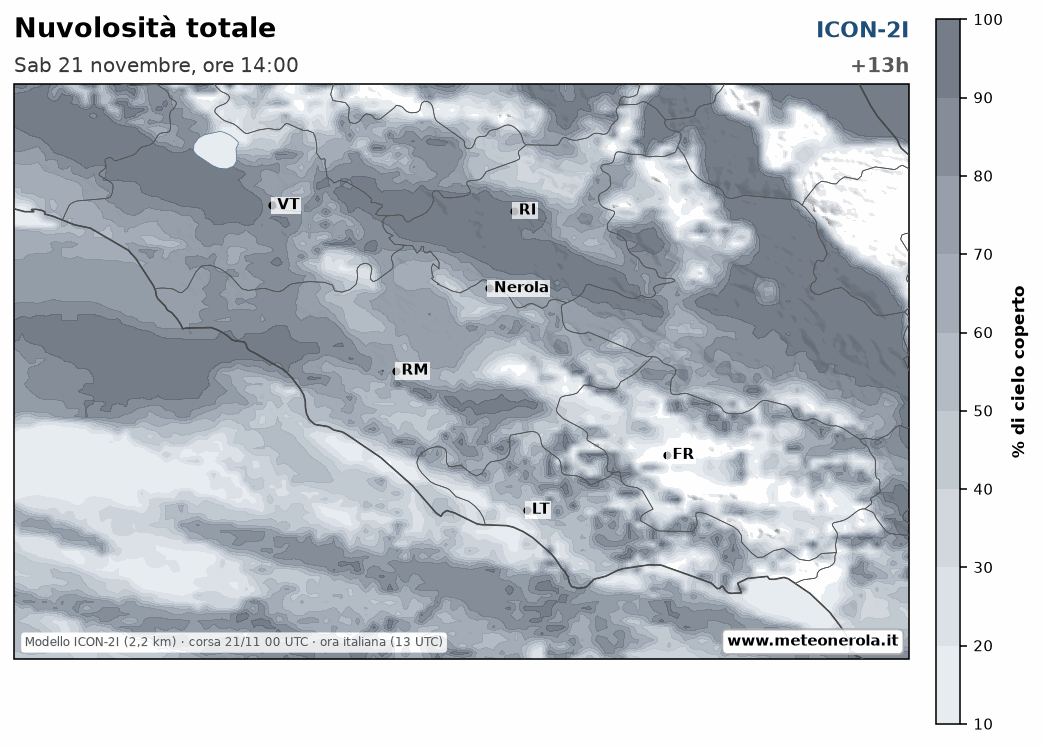 Nuvolosità totale
ICON-2I
Sab 21 novembre, ore 14:00
+13h
100
90
80
70
60
50
40
30
20
10
% di cielo coperto
VT
RI
Nerola
RM
FR
LT
Modello ICON-2I (2,2 km) · corsa 21/11 00 UTC · ora italiana (13 UTC)
www.meteonerola.it